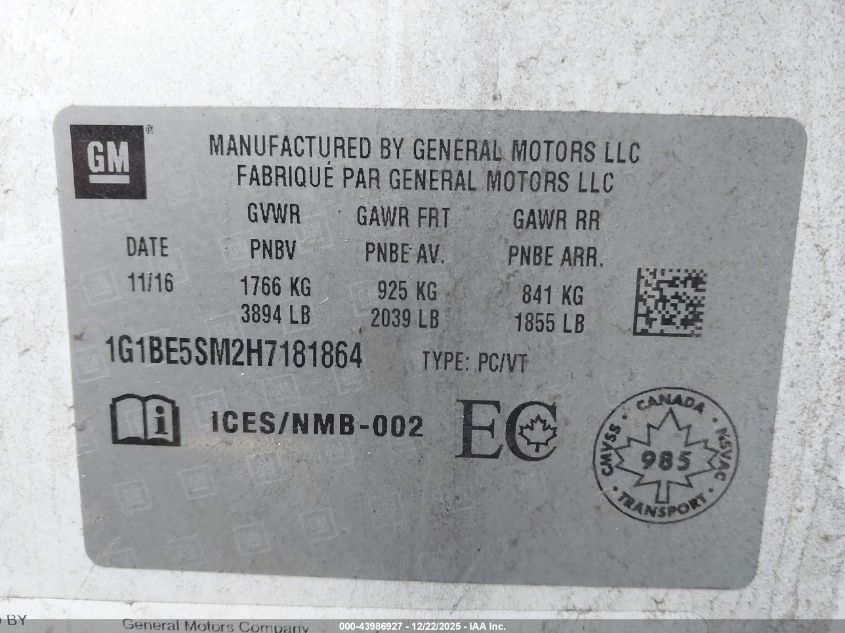 GM ®
MANUFACTURED BY GENERAL MOTORS LLC
FABRIQUÉ PAR GENERAL MOTORS LLC
GVWR GAWR FRT GAWR RR
DATE PNBV PNBE AV. PNBE ARR.
11/16 1766 KG 925 KG 841 KG
3894 LB 2039 LB 1855 LB
1G1BE5SM2H7181864 TYPE: PC/VT
i ICES/NMB-002 EC
CANADA
CMVSS 985 NSVAC
TRANSPORT
BY General Motors Company
000-43986927 - 12/22/2025 - IAA Inc.